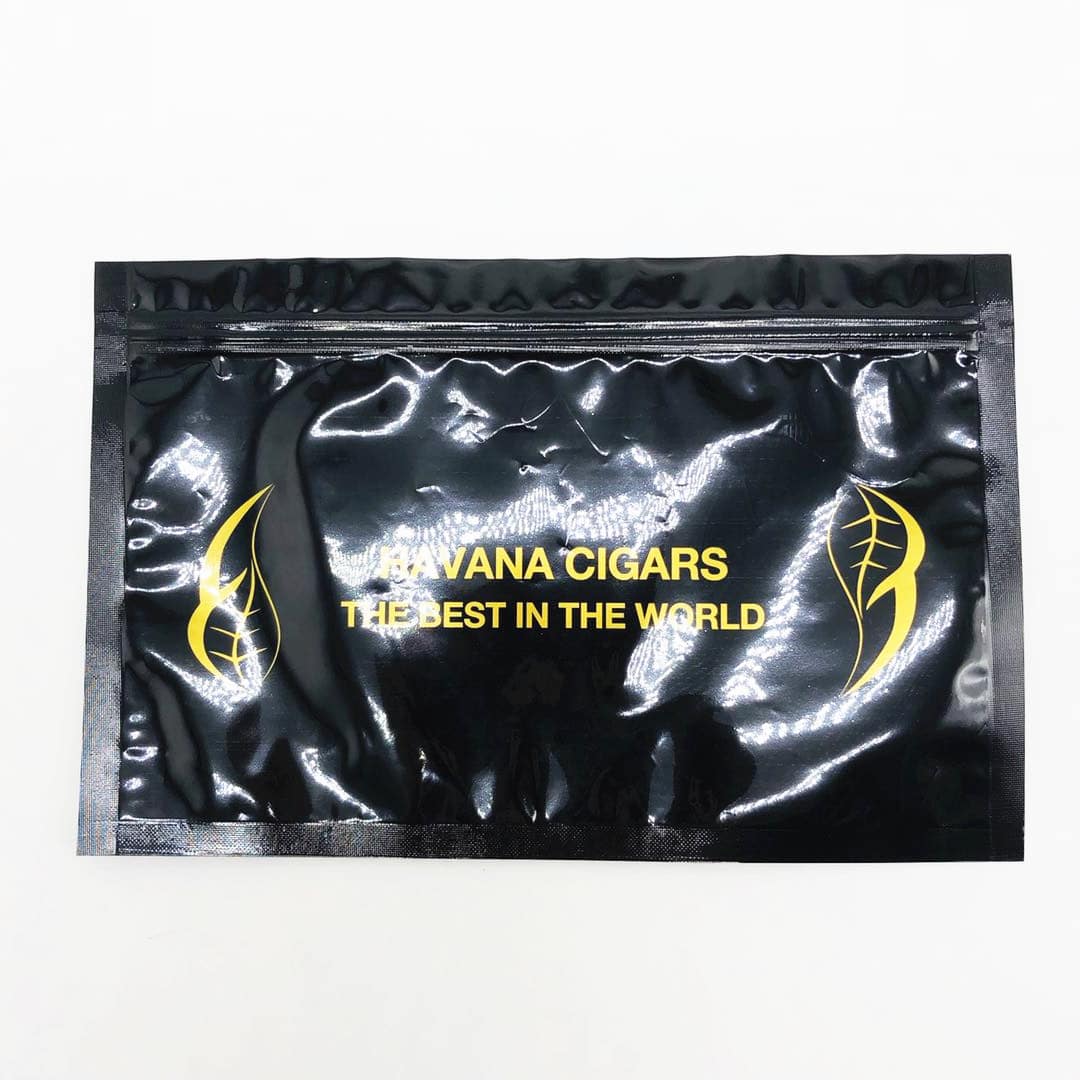 HAVANA CIGARS
THE BEST IN THE WORLD